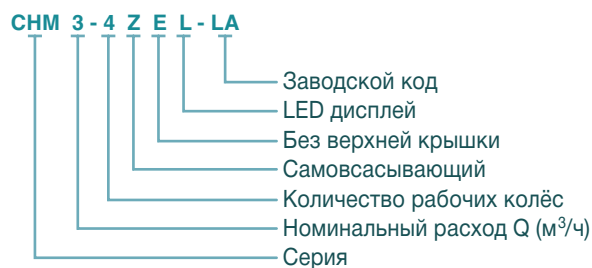 CHM 3 - 4 Z E L - LA
Заводской код
LED дисплей
Без верхней крышки
Самовсасывающий
Количество рабочих колёс
Номинальный расход Q (м³/ч)
Серия